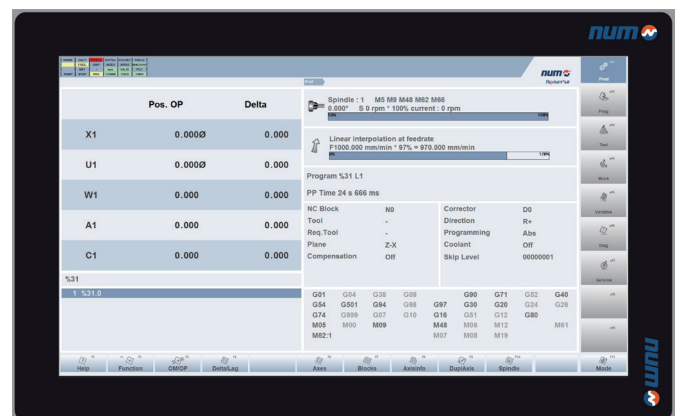 num
num
Prod
Pos. OP Delta
X1 0.000Ø 0.000
U1 0.000Ø 0.000
W1 0.000 0.000
A1 0.000 0.000
C1 0.000 0.000
%31
1 %31.0
Spindle : 1 M5 M9 M48 M62 M66
0.000° S 0 rpm * 100% current : 0 rpm
Linear interpolation at feedrate
F1000.000 mm/min * 97% = 970.000 mm/min
Program %31 L1
PP Time 24 s 666 ms
NC Block N0 Corrector D0
Tool - Direction R+
Req.Tool - Programming Abs
Plane Z-X Coolant Off
Compensation Off Skip Level 00000001
G01 G04 G38 G09 G90 G71 G52 G40
G54 G501 G94 G98 G97 G30 G20 G24 G26
G74 G999 G07 G10 G16 G51 G12 G80
M05 M00 M09 M48 M06 M12 M61
M62:1 M07 M08 M19
Prod
Prog
Test
Work
Variable
Diag
Services
Help Function OM/OP Delta/Lag Axes Blocks Axisinfo DuplAxis Spindle Mode
num